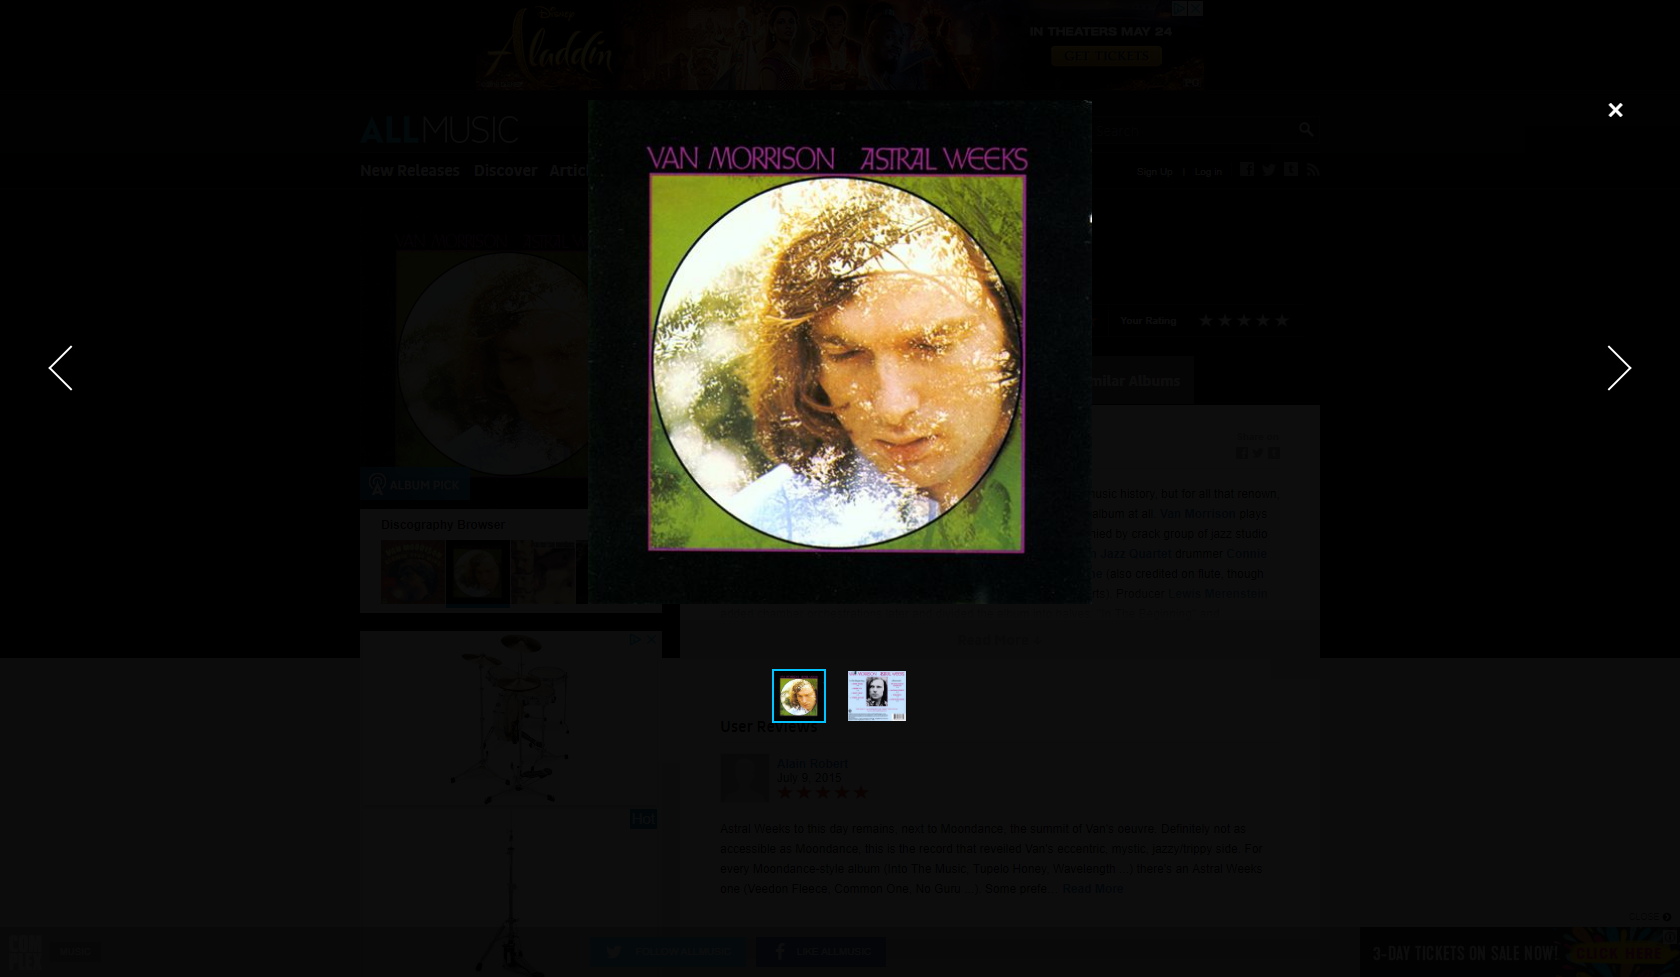 Disney
Aladdin
IN THEATERS MAY 24
GET TICKETS
ALLMUSIC
New Releases Discover
Sign Up | Log In
VAN MORRISON ASTRAL WEEKS
Your Rating
Albums
ALBUM PICK
Discography Browser
music history, but for all that renown,
album at all. Van Morrison plays
by crack group of jazz studio
Jazz Quartet drummer Connie
(also credited on flute, though
Producer Lewis Merenstein
Read More
User Reviews
Alain Robert
July 9, 2015
Hot
Astral Weeks to this day remains, next to Moondance, the summit of Van's oeuvre. Definitely not as
accessible as Moondance, this is the record that revelled Van's eccentric, mystic, jazzy/trippy side. For
every Moondance-style album (Into The Music, Tupelo Honey, Wavelength ...) there's an Astral Weeks
one (Veedon Fleece, Common One, No Guru ...). Some prefe... Read More
CLOSE
FOLLOW ALLMUSIC
LIKE ALLMUSIC
3-DAY TICKETS ON SALE NOW!
CLICK HERE